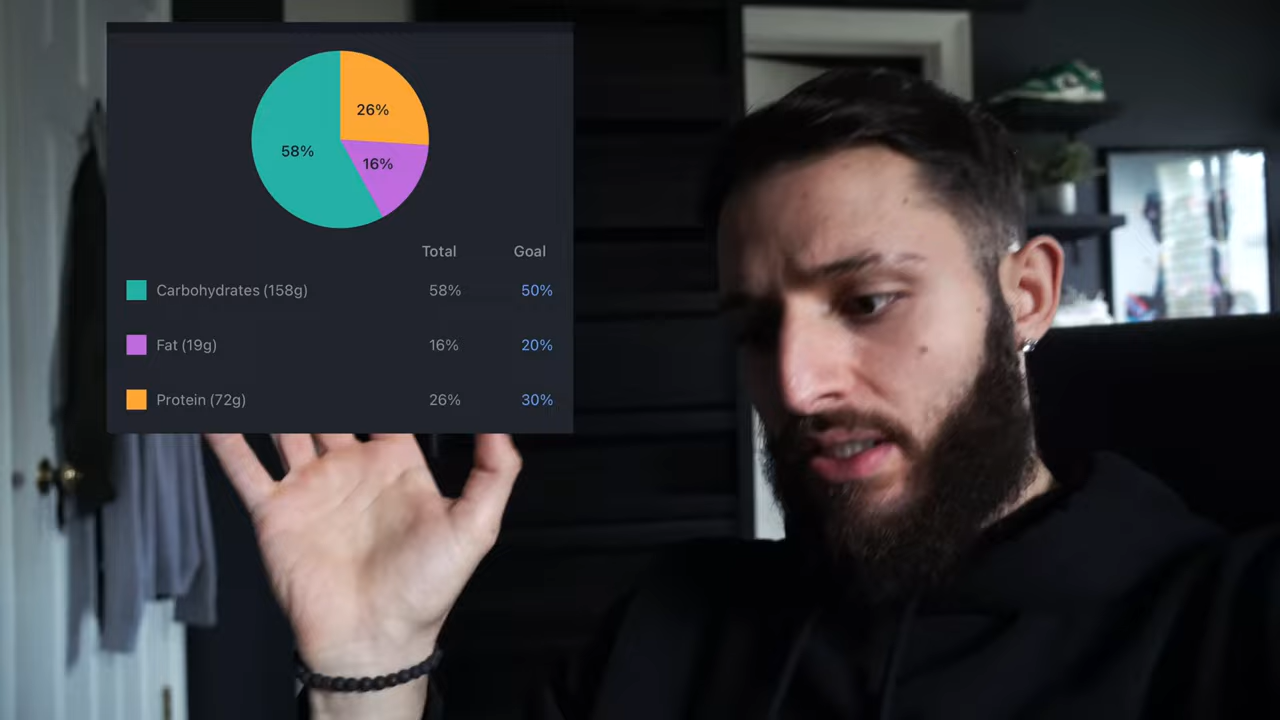 26%
58%
16%
Total Goal
Carbohydrates (158g) 58% 50%
Fat (19g) 16% 20%
Protein (72g) 26% 30%